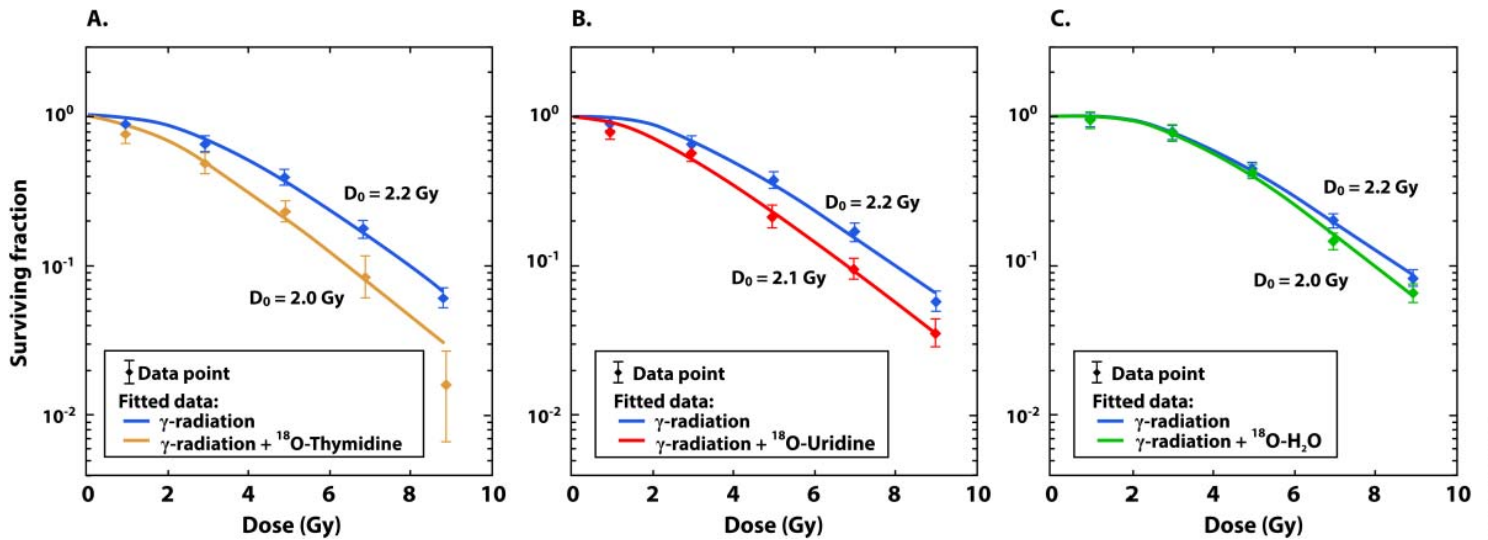 A.
Surviving fraction
10⁰
10⁻¹
10⁻²
D₀ = 2.2 Gy
D₀ = 2.0 Gy
Data point
Fitted data:
γ-radiation
γ-radiation + ¹⁸O-Thymidine
0 2 4 6 8 10
Dose (Gy)
B.
10⁰
10⁻¹
10⁻²
D₀ = 2.2 Gy
D₀ = 2.1 Gy
Data point
Fitted data:
γ-radiation
γ-radiation + ¹⁸O-Uridine
0 2 4 6 8 10
Dose (Gy)
C.
10⁰
10⁻¹
10⁻²
D₀ = 2.2 Gy
D₀ = 2.0 Gy
Data point
Fitted data:
γ-radiation
γ-radiation + ¹⁸O-H₂O
0 2 4 6 8 10
Dose (Gy)